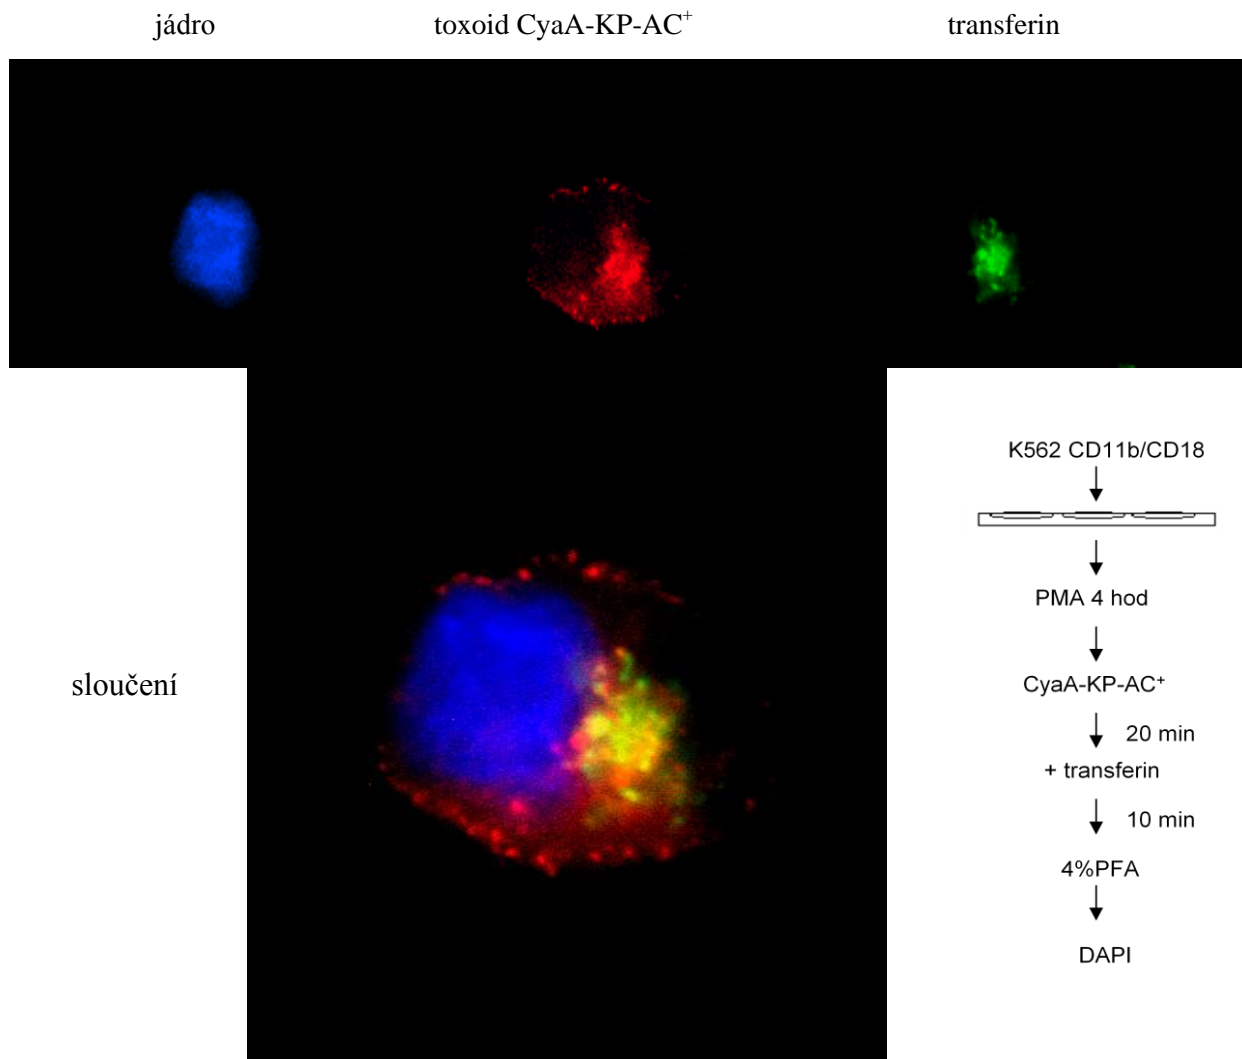 jádro
toxoid CyaA-KP-AC⁺
transferin
K562 CD11b/CD18
PMA 4 hod
sloučení
CyaA-KP-AC⁺
20 min
+ transferin
10 min
4%PFA
DAPI